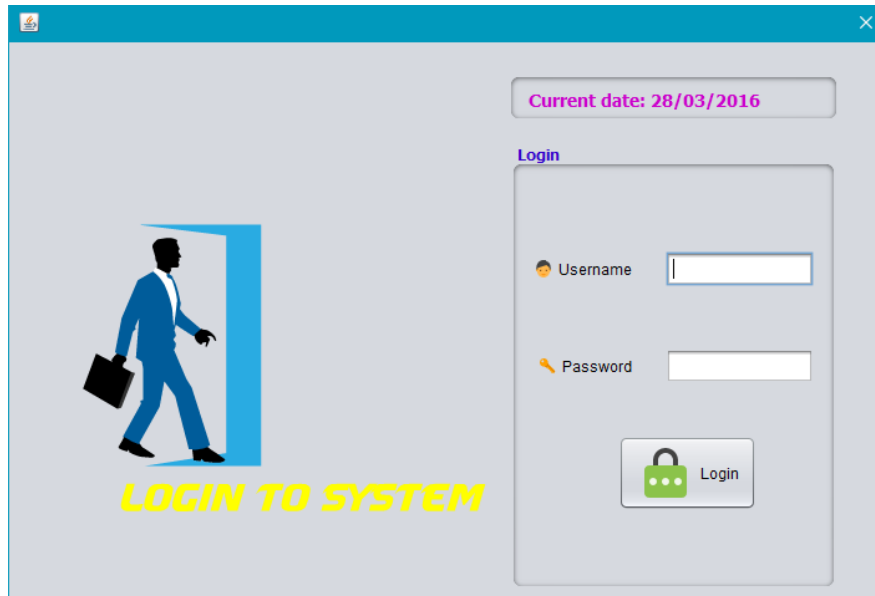 Current date: 28/03/2016
Login
Username
Password
Login
LOGIN TO SYSTEM